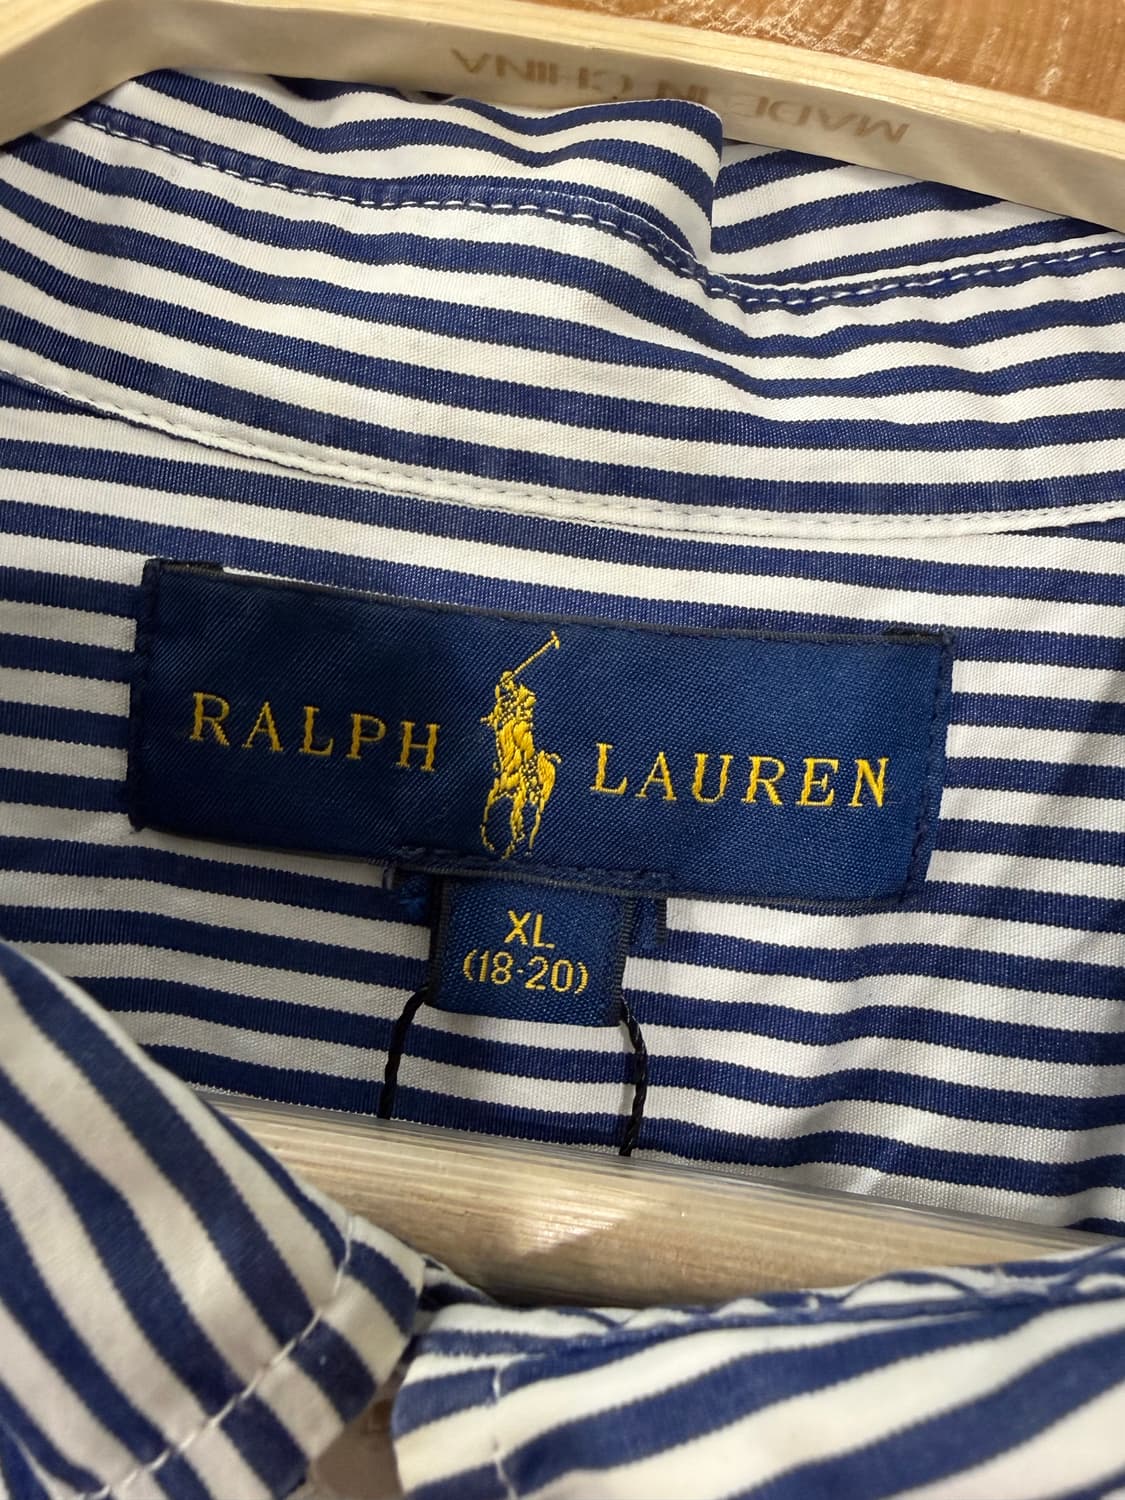 MADE IN CHINA
RALPH LAUREN
XL
(18-20)